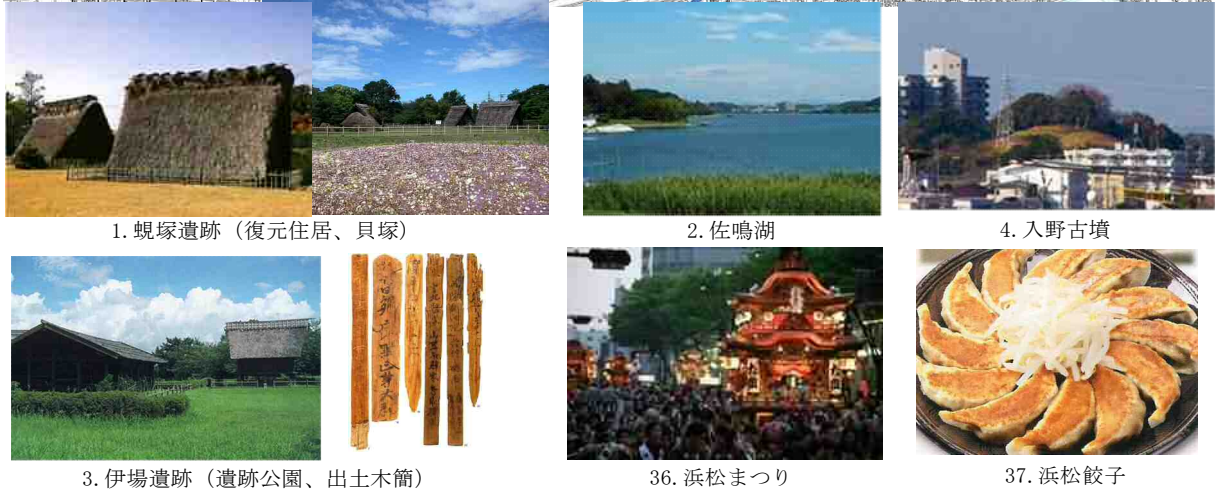 1.蜆塚遺跡（復元住居、貝塚）
2.佐鳴湖
4.入野古墳
3.伊場遺跡（遺跡公園、出土木簡）
36.浜松まつり
37.浜松餃子